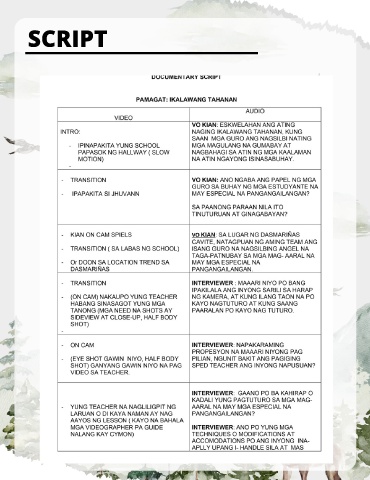 SCRIPT
DOCUMENTARY SCRIPT
PAMAGAT: IKALAWANG TAHANAN
VIDEO
AUDIO
INTRO:
- IPINAPAKITA YUNG SCHOOL
PAPASOK NG HALLWAY ( SLOW
MOTION)
-
VO KIAN: ESKWELAHAN ANG ATING
NAGING IKALAWANG TAHANAN, KUNG
SAAN MGA GURO ANG NAGSILBI NATING
MGA MAGULANG NA GUMABAY AT
NAGBAHAGI SA ATIN NG MGA KAALAMAN
NA ATIN NGAYONG ISINASABUHAY.
- TRANSITION
- IPAPAKITA SI JHUVANN
VO KIAN: ANO NGABA ANG PAPEL NG MGA
GURO SA BUHAY NG MGA ESTUDYANTE NA
MAY ESPECIAL NA PANGANGAILANGAN?
SA PAANONG PARAAN NILA ITO
TINUTURUAN AT GINAGABAYAN?
- KIAN ON CAM SPIELS
- TRANSITION ( SA LABAS NG SCHOOL)
- Or DOON SA LOCATION TREND SA
DASMARIÑAS
VO KIAN: SA LUGAR NG DASMARIÑAS
CAVITE, NATAGPUAN NG AMING TEAM ANG
ISANG GURO NA NAGSILBING ANGEL NA
TAGA-PATNUBAY SA MGA MAG- AARAL NA
MAY MGA ESPECIAL NA
PANGANGAILANGAN.
- TRANSITION
- (ON CAM) NAKAUPO YUNG TEACHER
HABANG SINASAGOT YUNG MGA
TANONG (MGA NEED NA SHOTS AY
SIDEVIEW AT CLOSE-UP, HALF BODY
SHOT)
-
INTERVIEWER : MAAARI NIYO PO BANG
IPAKILALA ANG INYONG SARILI SA HARAP
NG KAMERA, AT KUNG ILANG TAON NA PO
KAYO NAGTUTURO AT KUNG SAANG
PAARALAN PO KAYO NAG TUTURO.
- ON CAM
- (EYE SHOT GAWIN NIYO, HALF BODY
SHOT) GANYANG GAWIN NIYO NA PAG
VIDEO SA TEACHER.
INTERVIEWER: NAPAKARAMING
PROPESYON NA MAAARI NIYONG PAG
PILIAN, NGUNIT BAKIT ANG PAGIGING
SPED TEACHER ANG INYONG NAPUSUAN?
- YUNG TEACHER NA NAGLILIGPIT NG
LARUAN O DI KAYA NAMAN AY NAG
AAYOS NG LESSON ( KAYO NA BAHALA
MGA VIDEOGRAPHER PA GUIDE
NALANG KAY CYMON)
INTERVIEWER: GAANO PO BA KAHIRAP O
KADALI YUNG PAGTUTURO SA MGA MAG-
AARAL NA MAY MGA ESPECIAL NA
PANGANGAILANGAN?
INTERVIEWER: ANO PO YUNG MGA
TECHNIQUES O MODIFICATIONS AT
ACCOMODATIONS PO ANG INYONG INA-
APLLY UPANG I- HANDLE SILA AT MAS